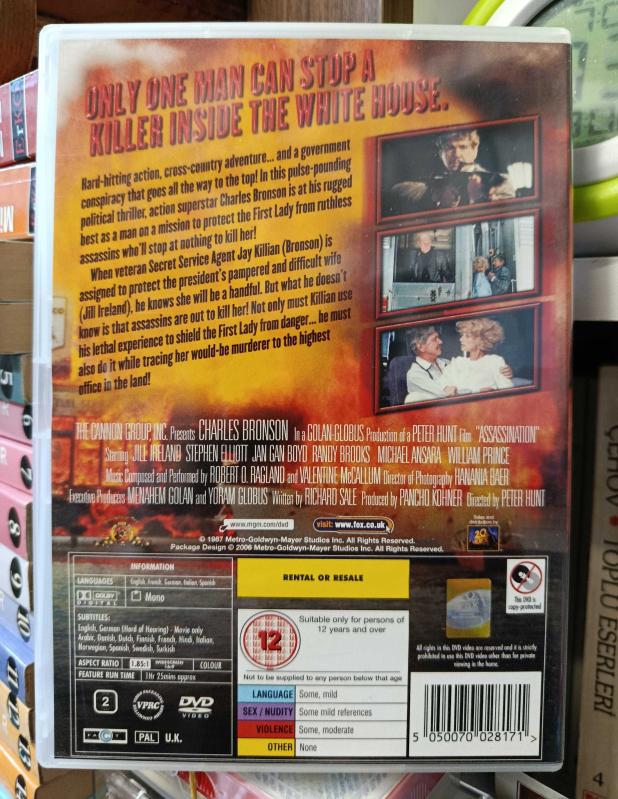 ONLY ONE MAN CAN STOP A
KILLER INSIDE THE WHITE HOUSE.
Hard-hitting action, cross-country adventure... and a government
conspiracy that goes all the way to the top! In this pulse-pounding
political thriller, action superstar Charles Bronson is at his rugged
best as a man on a mission to protect the First Lady from ruthless
assassins who'll stop at nothing to kill her!
When veteran Secret Service Agent Jay Killian (Bronson) is
assigned to protect the president's pampered and difficult wife
(Jill Ireland), he knows she will be a handful. But what he doesn't
know is that assassins are out to kill her! Not only must Killian use
his lethal experience to shield the First Lady from danger... he must
also do it while tracing her would-be murderer to the highest
office in the land!
THE CANNON GROUP, INC. Presents CHARLES BRONSON In a GOLAN-GLOBUS Production of a PETER HUNT Film "ASSASSINATION"
Starring JILL IRELAND STEPHEN ELLIOTT JAN GAN BOYD RANDY BROOKS MICHAEL ANSARA WILLIAM PRINCE
Music Composed and Performed by ROBERT O. RAGLAND and VALENTINE McCALLUM Director of Photography HANANIA BAER
Executive Producers MENAHEM GOLAN and YORAM GLOBUS Written by RICHARD SALE Produced by PANCHO KOHNER Directed by PETER HUNT
www.mgm.com/dvd
visit: www.fox.co.uk
Sales and
distribution by
© 1987 Metro-Goldwyn-Mayer Studios Inc. All Rights Reserved.
Package Design © 2006 Metro-Goldwyn-Mayer Studios Inc. All Rights Reserved.
INFORMATION
LANGUAGES English, French, German, Italian, Spanish
DOLBY
DIGITAL
Mono
SUBTITLES:
English, German (Hard of Hearing) - Movie only
Arabic, Danish, Dutch, Finnish, French, Hindi, Italian,
Norwegian, Spanish, Swedish, Turkish
ASPECT RATIO 1.85:1 WIDESCREEN 16:9 COLOUR
FEATURE RUN TIME 1Hr 25mins approx
2
VPRC
DVD
VIDEO
FACT
PAL
U.K.
RENTAL OR RESALE
12
Suitable only for persons of
12 years and over
Not to be supplied to any person below that age
LANGUAGE Some, mild
SEX / NUDITY Some mild references
VIOLENCE Some, moderate
OTHER None
This DVD is
copy-protected
All rights in this DVD video are reserved and it is strictly
prohibited to use this DVD video other than for private
viewing in the home.
5 050070 028171 >
ÇEHOV
TOPLU ESERLERİ
4